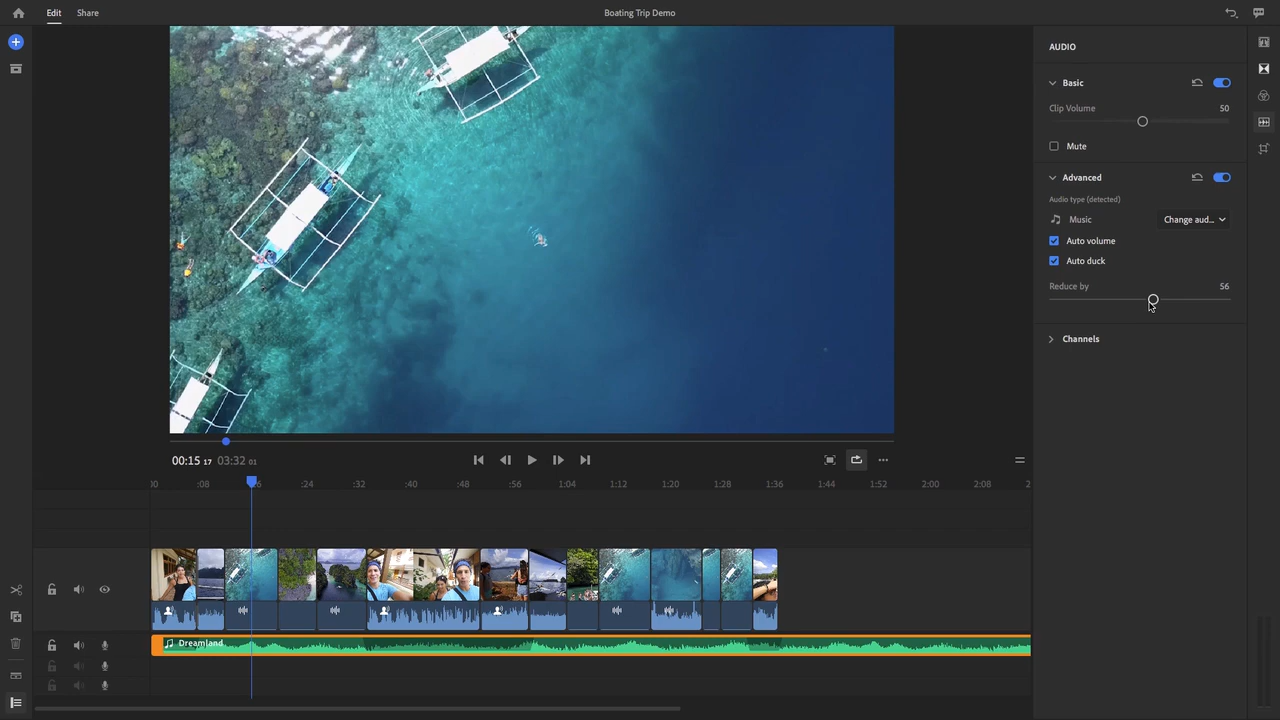 Edit Share Boating Trip Demo
AUDIO
Basic
Clip Volume 50
Mute
Advanced
Audio type (detected)
Music Change aud...
Auto volume
Auto duck
Reduce by 56
Channels
00:15 17 03:32 01
:08 :24 :32 :40 :48 :56 1:04 1:12 1:20 1:28 1:36 1:44 1:52 2:00 2:08
Dreamland